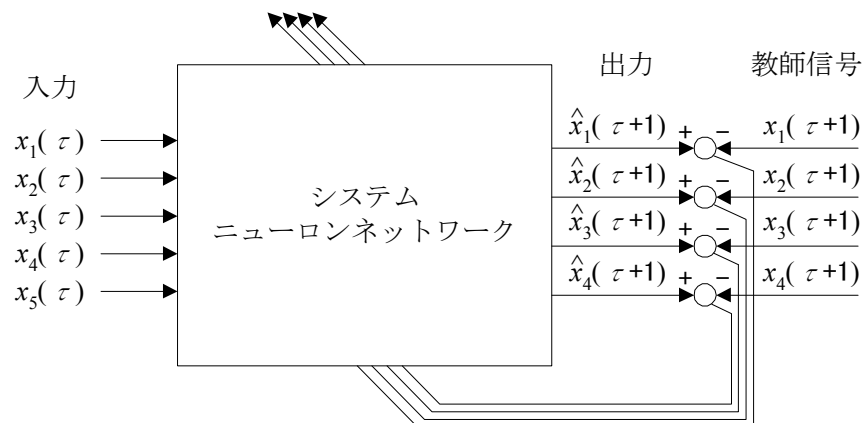 入力
x₁( τ )
x₂( τ )
x₃( τ )
x₄( τ )
x₅( τ )
システム
ニューロンネットワーク
出力
x̂₁( τ+1)
x̂₂( τ+1)
x̂₃( τ+1)
x̂₄( τ+1)
+ −
+ −
+ −
+ −
教師信号
x₁( τ+1)
x₂( τ+1)
x₃( τ+1)
x₄( τ+1)